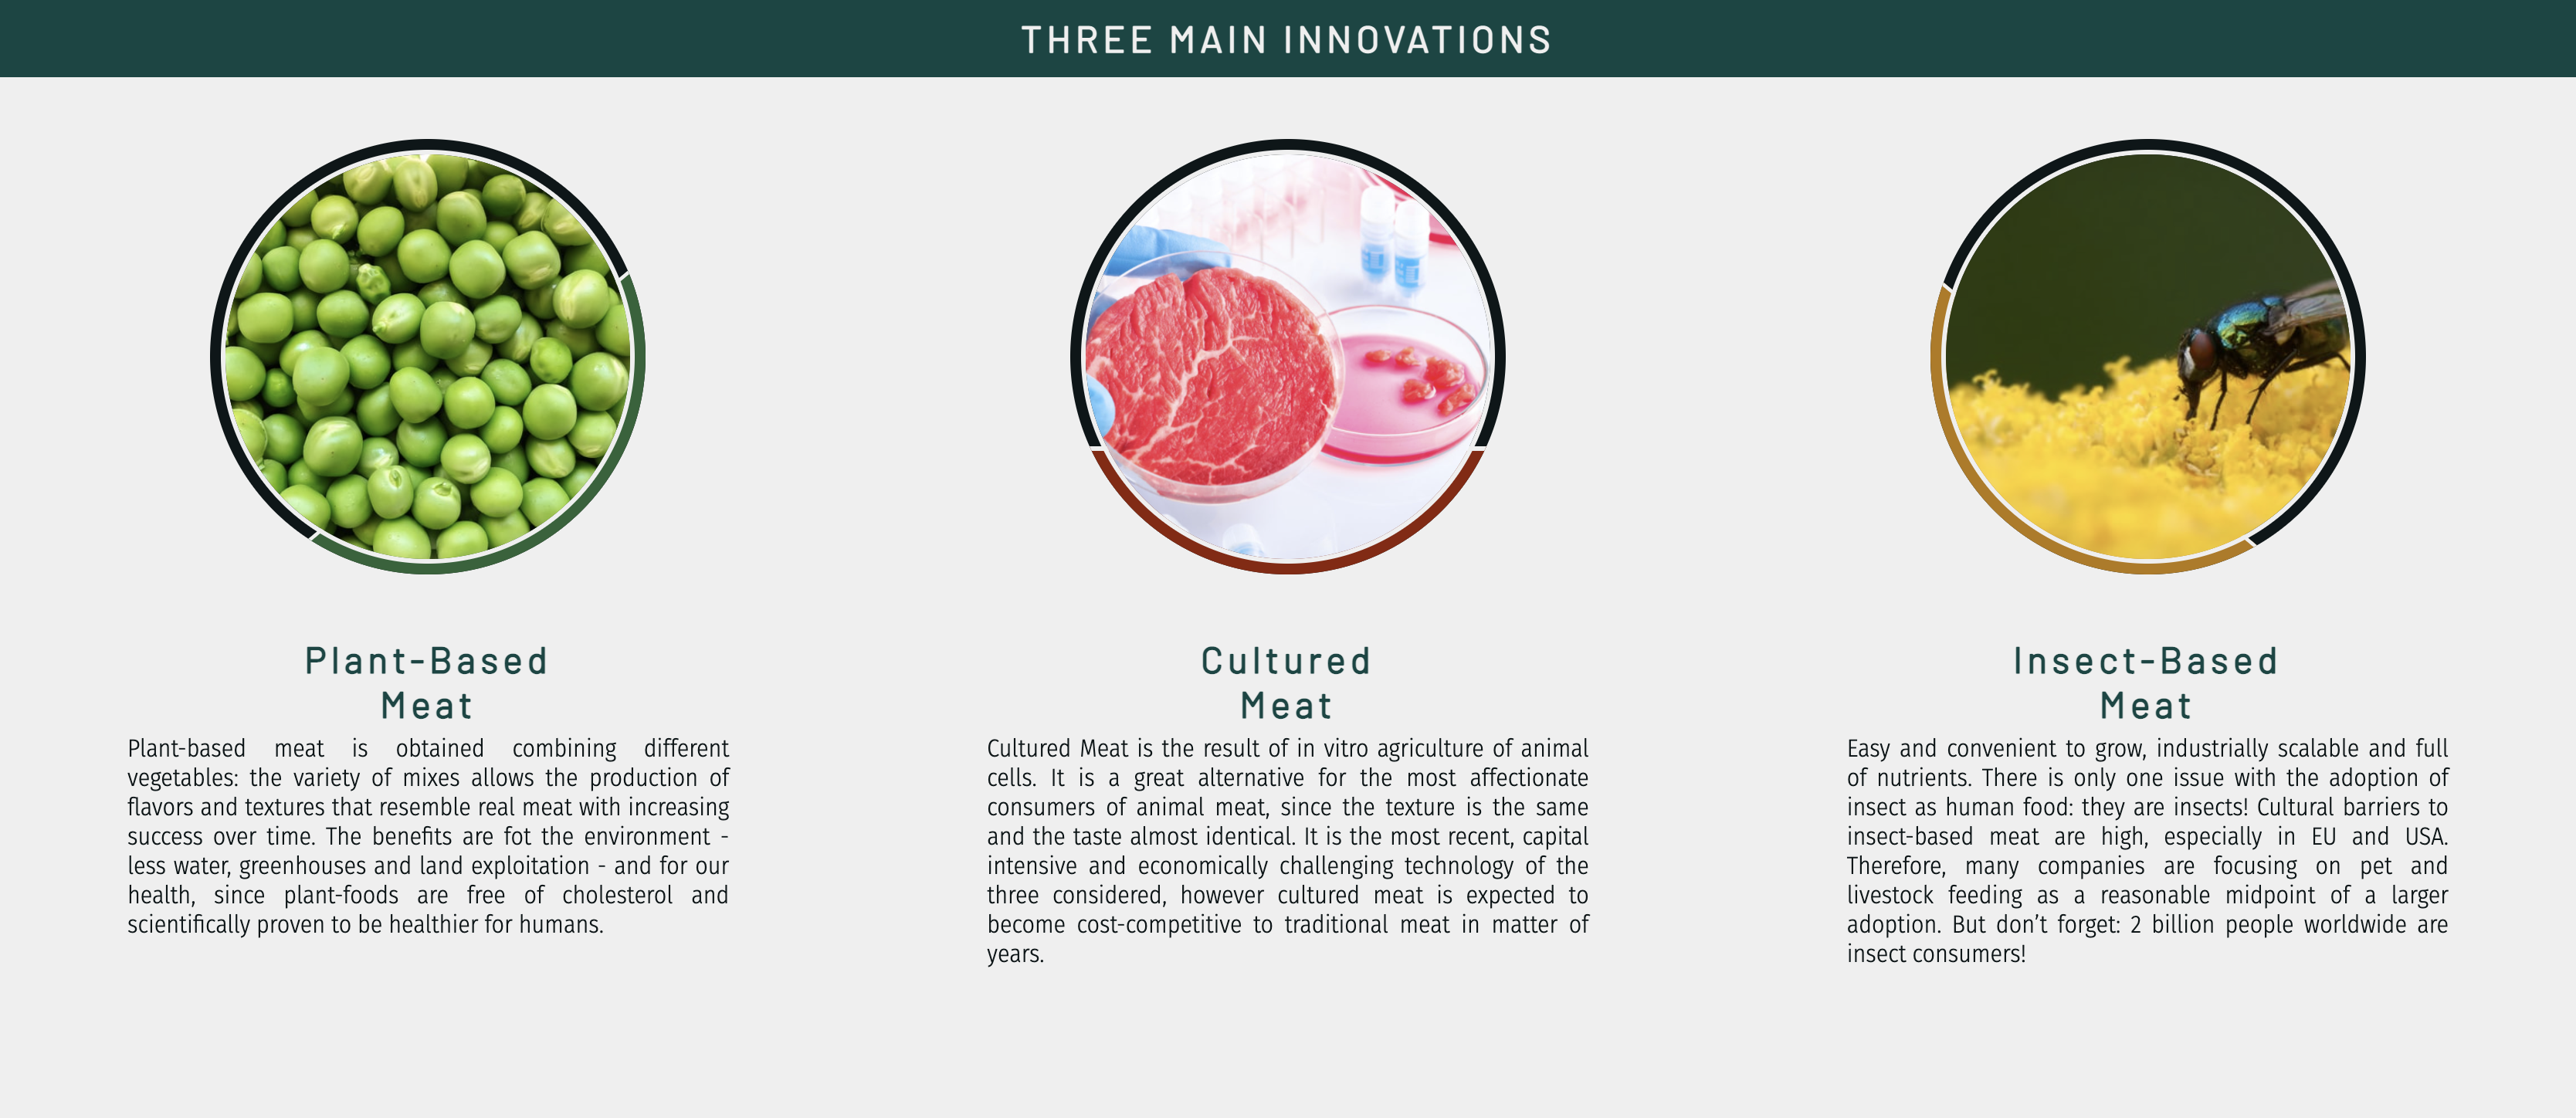 THREE MAIN INNOVATIONS
Plant-Based
Meat
Plant-based meat is obtained combining different
vegetables: the variety of mixes allows the production of
flavors and textures that resemble real meat with increasing
success over time. The benefits are fot the environment -
less water, greenhouses and land exploitation - and for our
health, since plant-foods are free of cholesterol and
scientifically proven to be healthier for humans.
Cultured
Meat
Cultured Meat is the result of in vitro agriculture of animal
cells. It is a great alternative for the most affectionate
consumers of animal meat, since the texture is the same
and the taste almost identical. It is the most recent, capital
intensive and economically challenging technology of the
three considered, however cultured meat is expected to
become cost-competitive to traditional meat in matter of
years.
Insect-Based
Meat
Easy and convenient to grow, industrially scalable and full
of nutrients. There is only one issue with the adoption of
insect as human food: they are insects! Cultural barriers to
insect-based meat are high, especially in EU and USA.
Therefore, many companies are focusing on pet and
livestock feeding as a reasonable midpoint of a larger
adoption. But don’t forget: 2 billion people worldwide are
insect consumers!